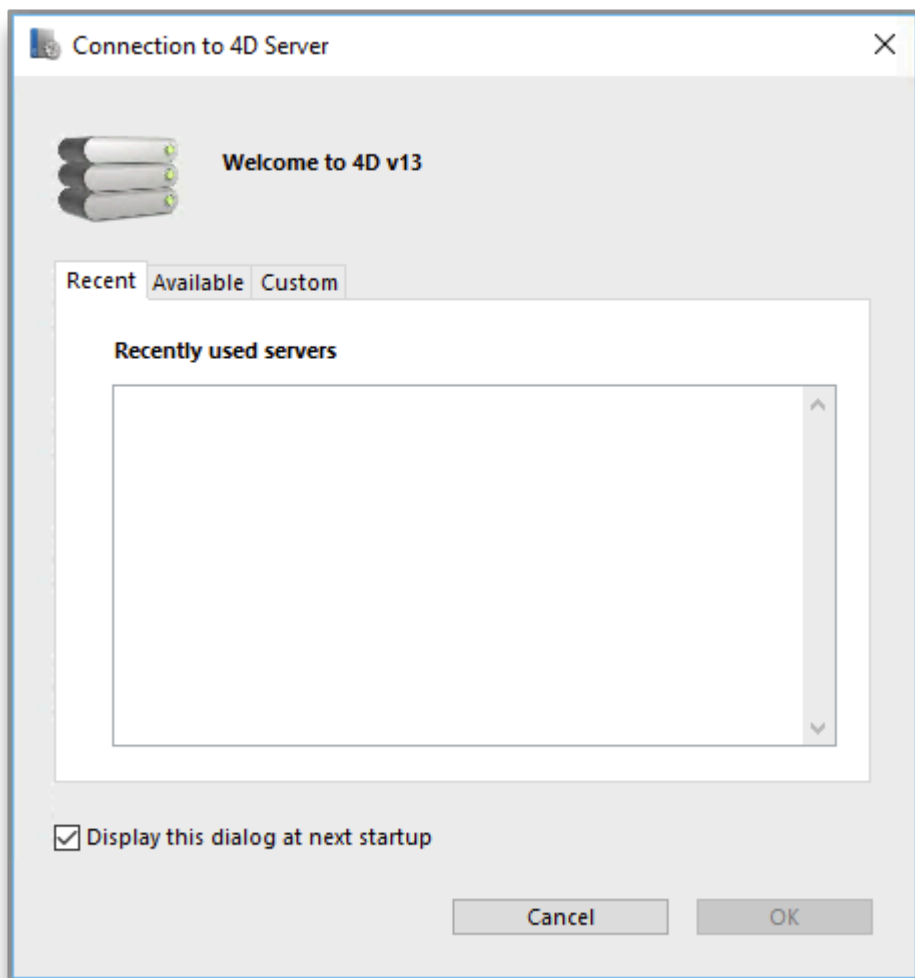 Connection to 4D Server
Welcome to 4D v13
Recent Available Custom
Recently used servers
Display this dialog at next startup
Cancel OK